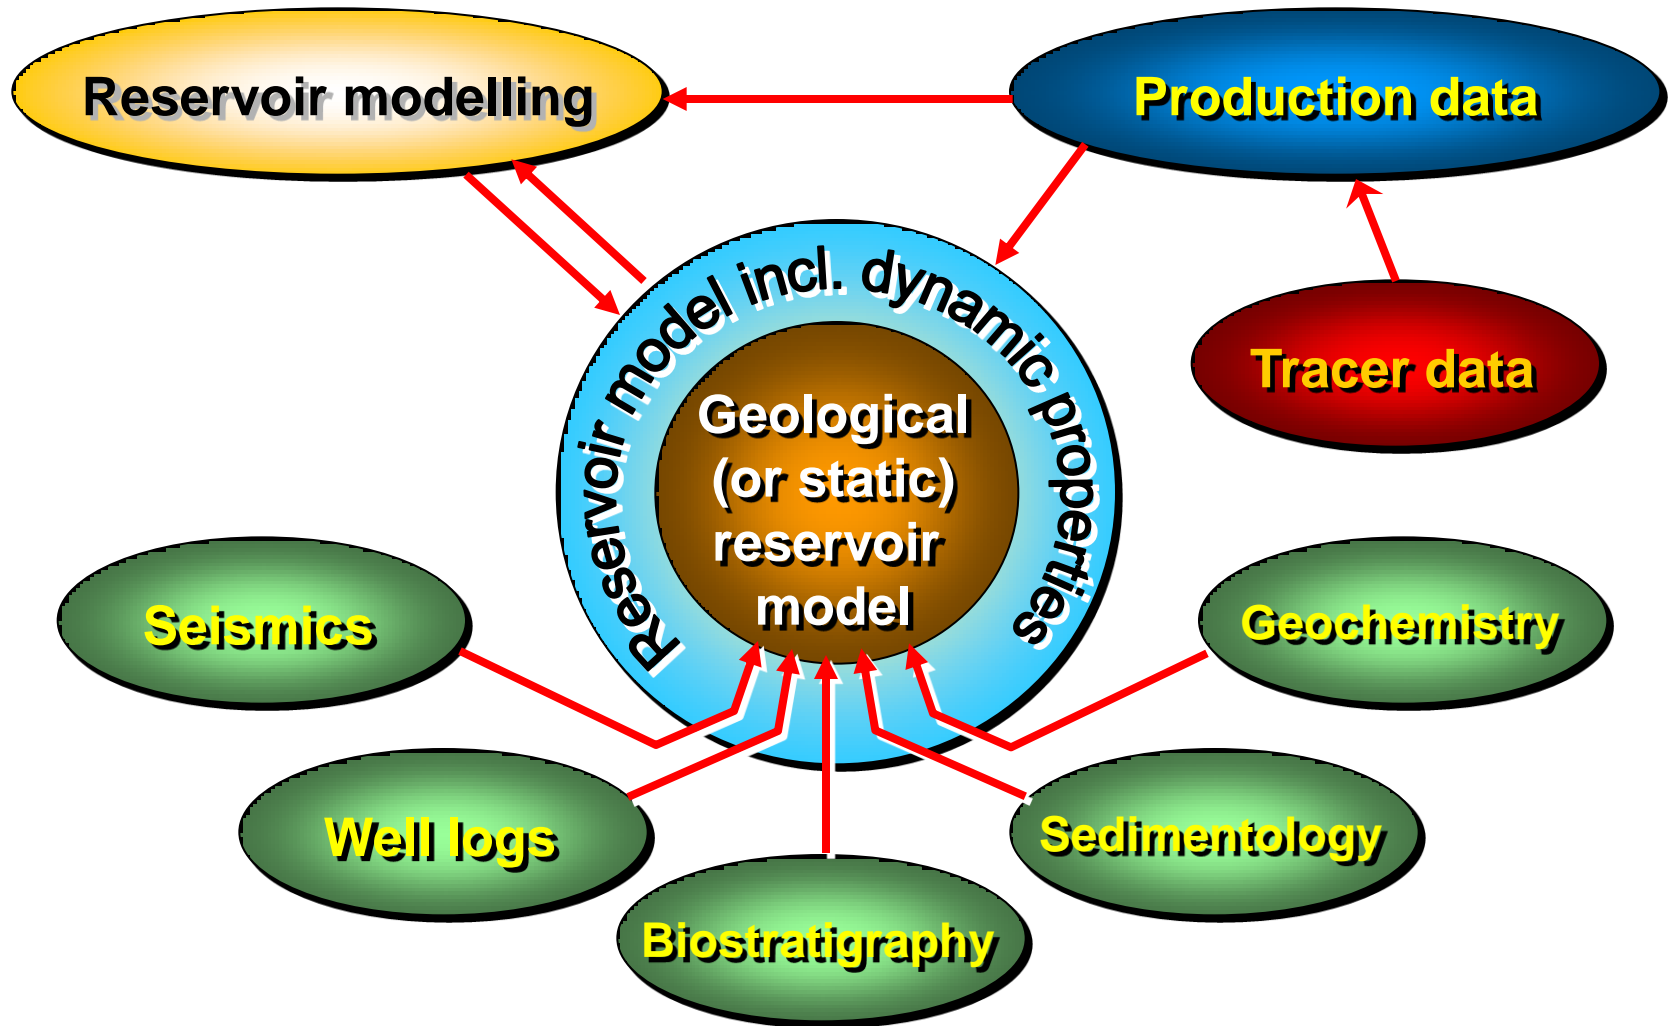 Reservoir modelling
Production data
Reservoir model incl. dynamic properties
Tracer data
Geological
(or static)
reservoir
model
Seismics
Geochemistry
Well logs
Sedimentology
Biostratigraphy